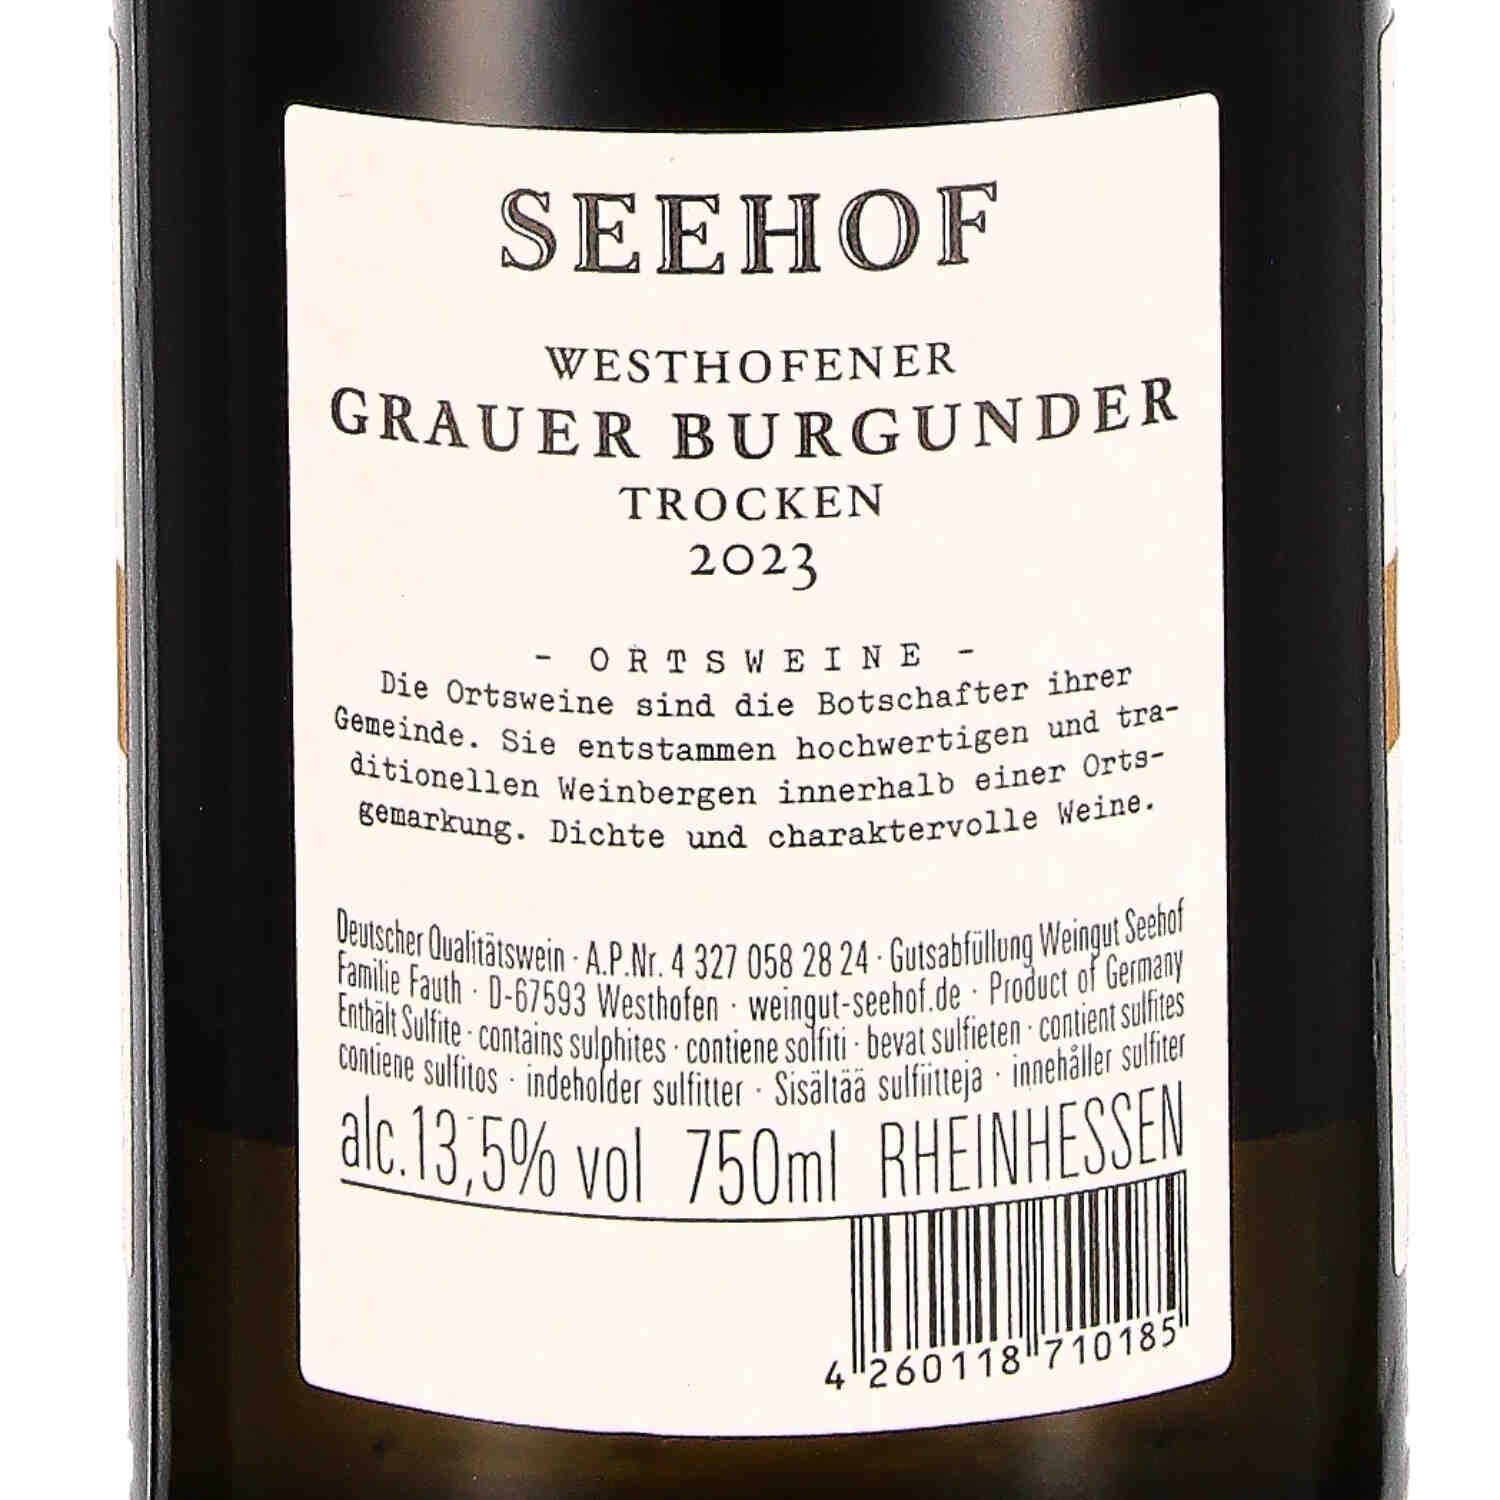 SEEHOF
WESTHOFENER
GRAUER BURGUNDER
TROCKEN
2023
- ORTSWEINE -
Die Ortsweine sind die Botschafter ihrer
Gemeinde. Sie entstammen hochwertigen und tra-
ditionellen Weinbergen innerhalb einer Orts-
gemarkung. Dichte und charaktervolle Weine.
Deutscher Qualitätswein · A.P.Nr. 4 327 058 28 24 · Gutsabfüllung Weingut Seehof
Familie Fauth · D-67593 Westhofen · weingut-seehof.de · Product of Germany
Enthält Sulfite · contains sulphites · contiene solfiti · bevat sulfieten · contient sulfites
contiene sulfitos · indeholder sulfitter · Sisältää sulfiitteja · innehåller sulfiter
alc.13,5% vol 750ml RHEINHESSEN
4 260118 710185